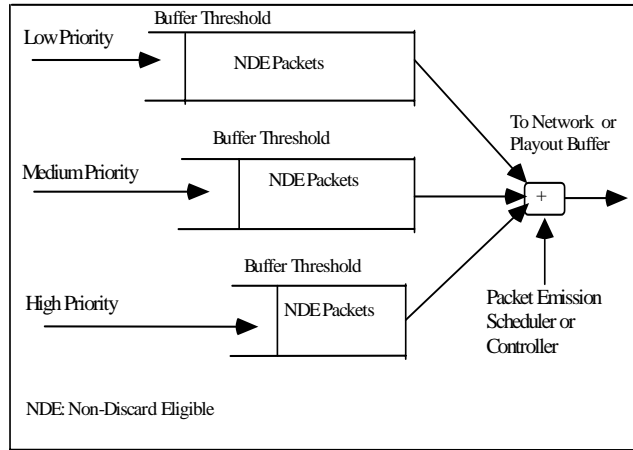 Buffer Threshold
Low Priority
NDE Packets
Buffer Threshold
To Network or
Playout Buffer
Medium Priority
NDE Packets
+
Buffer Threshold
High Priority
NDE Packets
Packet Emission
Scheduler or
Controller
NDE: Non-Discard Eligible